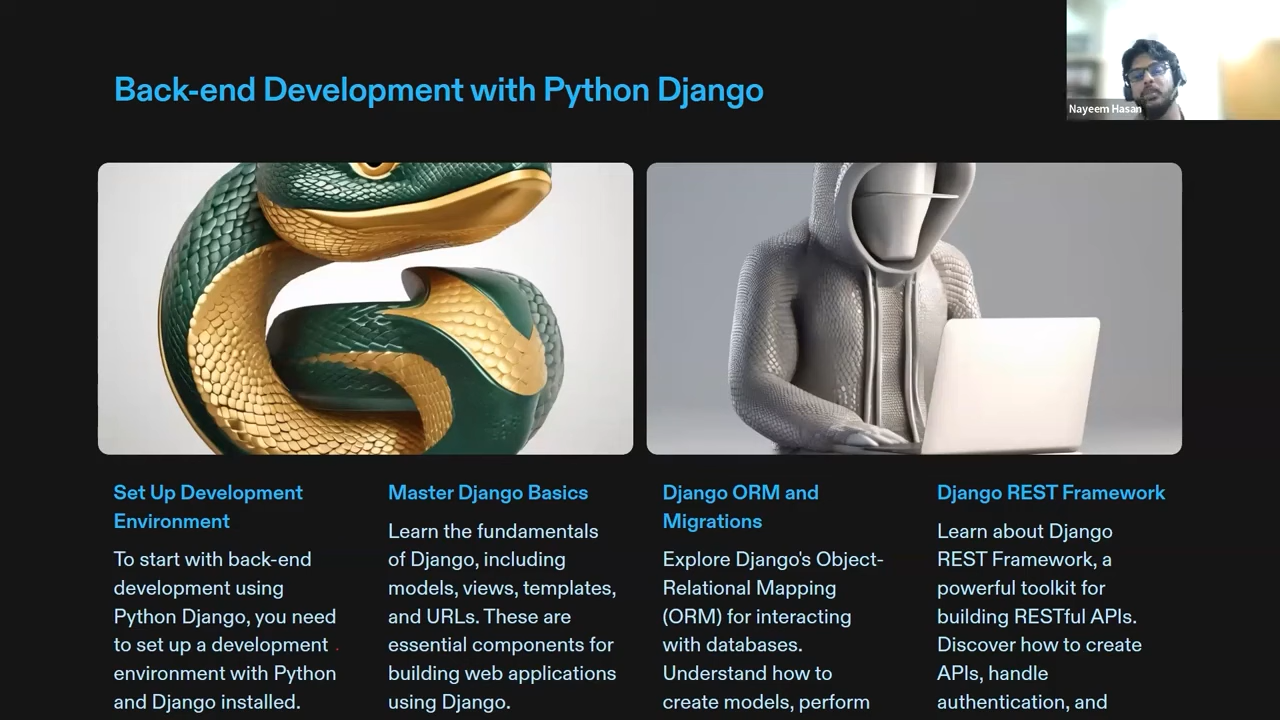 Back-end Development with Python Django
Nayeem Hasan
Set Up Development
Environment
To start with back-end
development using
Python Django, you need
to set up a development
environment with Python
and Django installed.
Master Django Basics
Learn the fundamentals
of Django, including
models, views, templates,
and URLs. These are
essential components for
building web applications
using Django.
Django ORM and
Migrations
Explore Django's Object-
Relational Mapping
(ORM) for interacting
with databases.
Understand how to
create models, perform
Django REST Framework
Learn about Django
REST Framework, a
powerful toolkit for
building RESTful APIs.
Discover how to create
APIs, handle
authentication, and